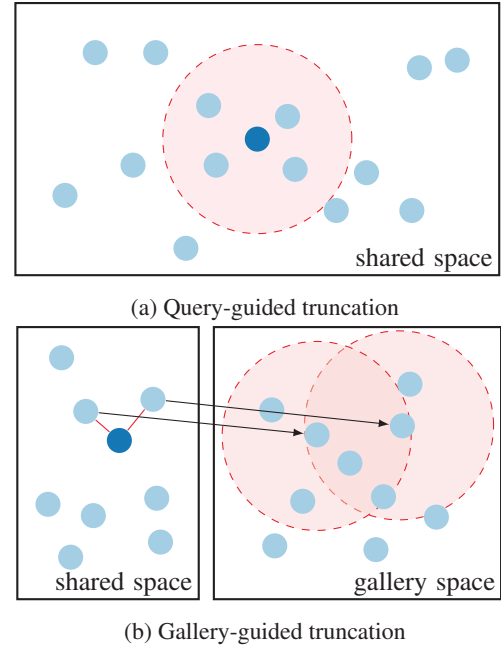 shared space
(a) Query-guided truncation
shared space
gallery space
(b) Gallery-guided truncation